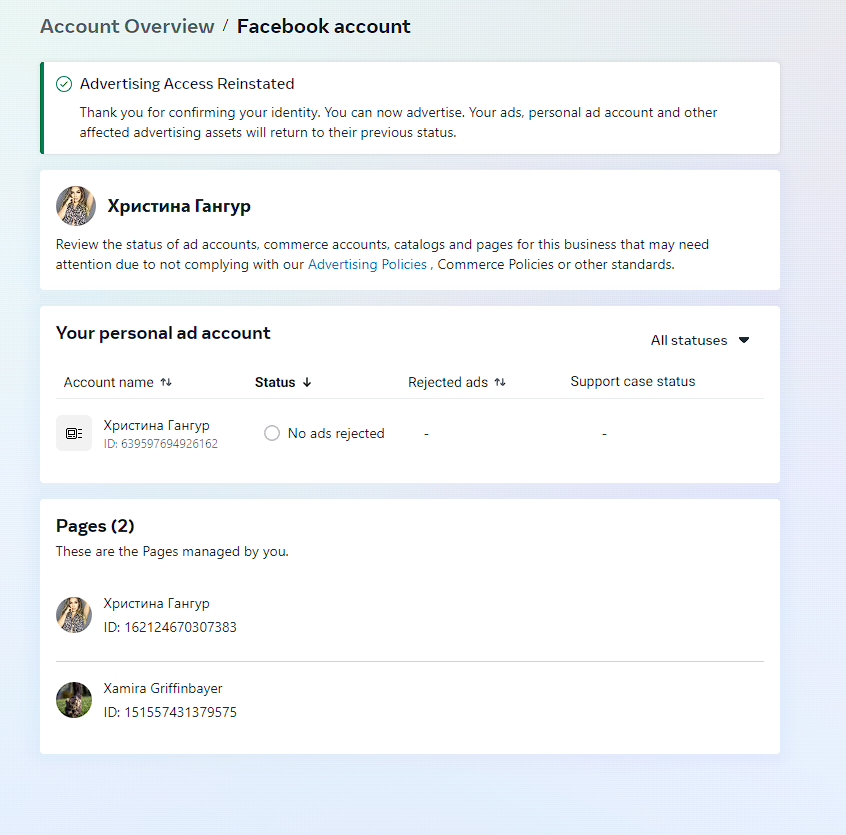 Account Overview / Facebook account
Advertising Access Reinstated
Thank you for confirming your identity. You can now advertise. Your ads, personal ad account and other
affected advertising assets will return to their previous status.
Христина Гангур
Review the status of ad accounts, commerce accounts, catalogs and pages for this business that may need
attention due to not complying with our Advertising Policies , Commerce Policies or other standards.
Your personal ad account
All statuses
Account name Status Rejected ads Support case status
Христина Гангур
ID: 639597694926162
No ads rejected - -
Pages (2)
These are the Pages managed by you.
Христина Гангур
ID: 162124670307383
Xamira Griffinbayer
ID: 151557431379575